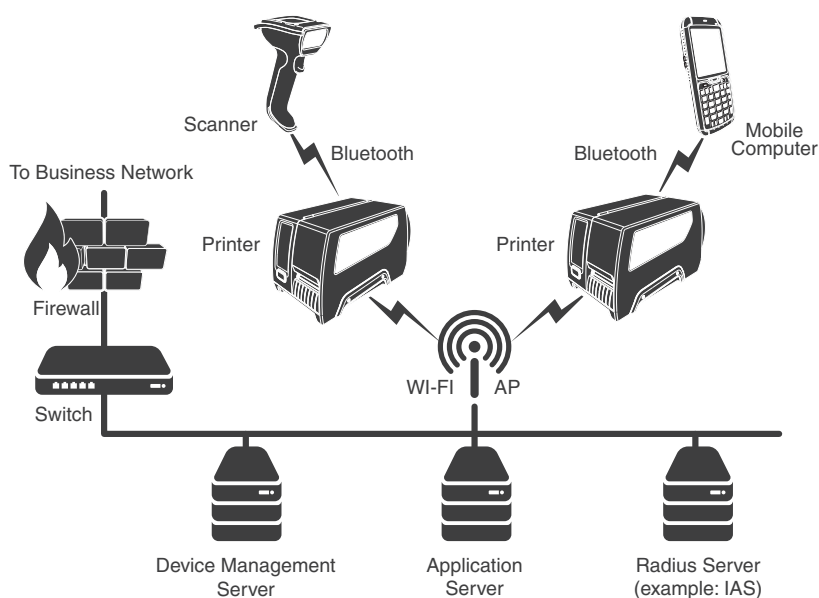 Scanner
Bluetooth
Bluetooth
Mobile
Computer
To Business Network
Printer
Printer
Firewall
WI-FI AP
Switch
Device Management
Server
Application
Server
Radius Server
(example: IAS)